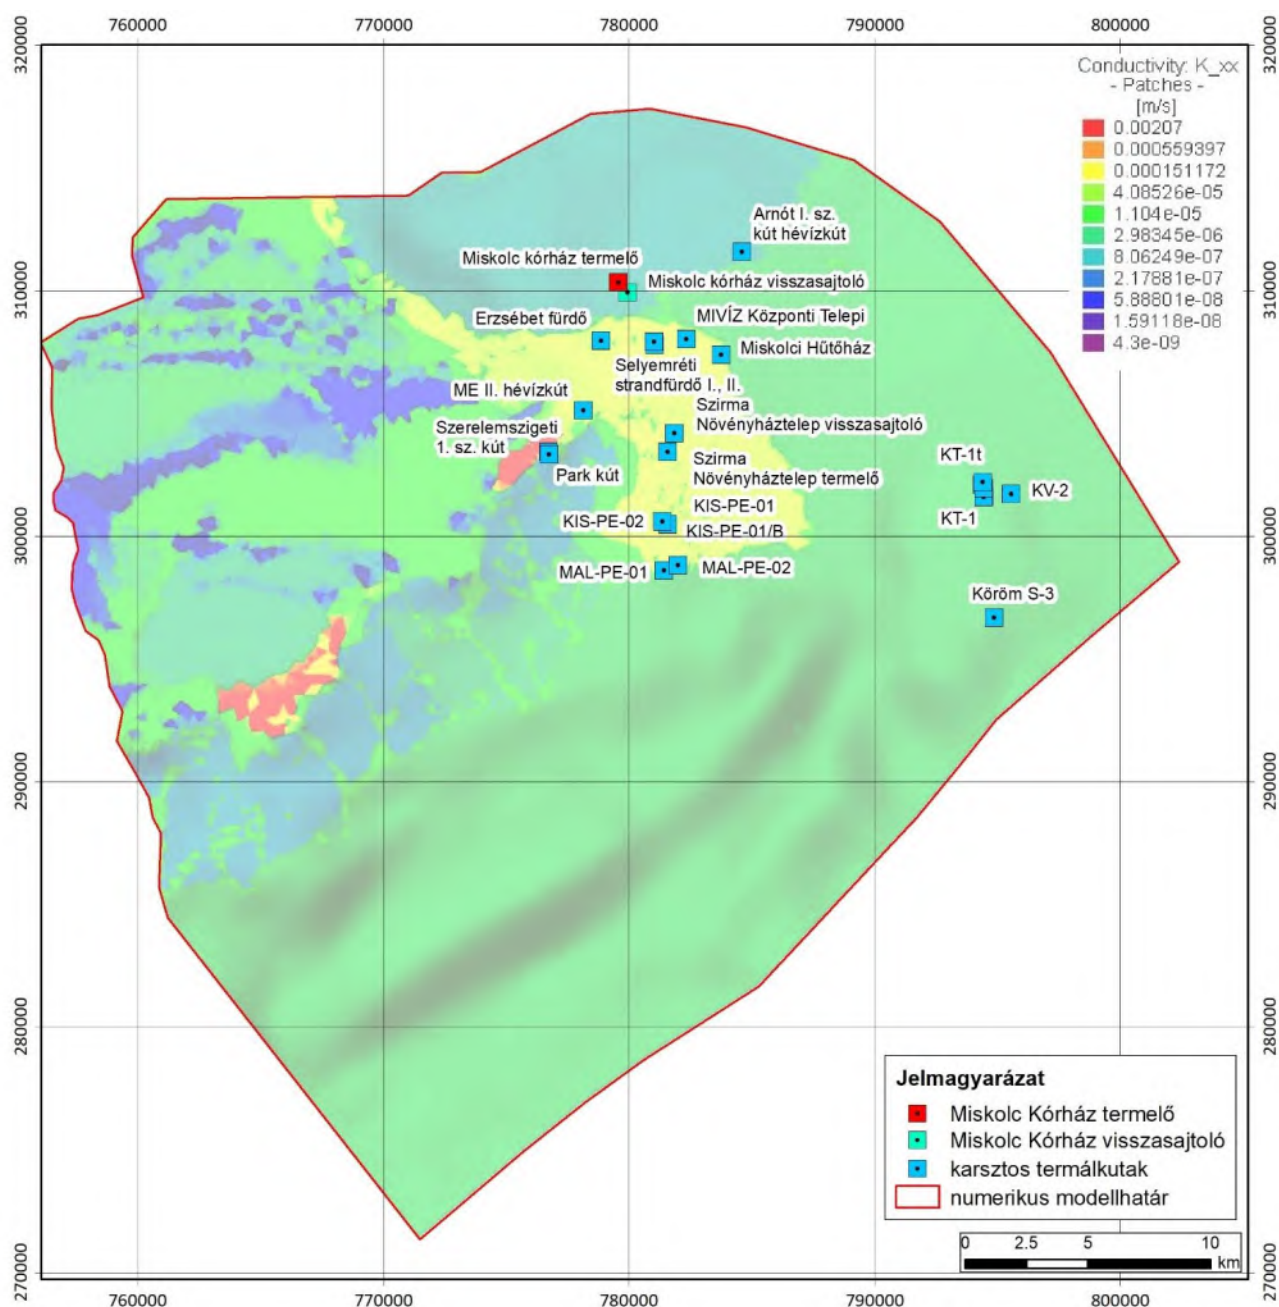 760000
770000
780000
790000
800000
320000
320000
Conductivity: K_xx
- Patches -
[m/s]
0.00207
0.000559397
0.000151172
4.08526e-05
1.104e-05
2.98345e-06
8.06249e-07
2.17881e-07
5.88801e-08
1.59118e-08
4.3e-09
Arnót I. sz.
kút hévízkút
Miskolc kórház termelő
Miskolc kórház visszasajtoló
310000
310000
Erzsébet fürdő
MIVÍZ Központi Telepi
Miskolci Hűtőház
Selyemréti
strandfürdő I., II.
ME II. hévízkút
Szirma
Növényháztelep visszasajtoló
Szerelemszigeti
1. sz. kút
Park kút
Szirma
Növényháztelep termelő
KT-1t
KV-2
KT-1
KIS-PE-01
KIS-PE-02
KIS-PE-01/B
300000
300000
MAL-PE-01
MAL-PE-02
Köröm S-3
290000
290000
280000
280000
Jelmagyarázat
Miskolc Kórház termelő
Miskolc Kórház visszasajtoló
karsztos termálkutak
numerikus modellhatár
0
2.5
5
10
km
270000
270000
760000
770000
780000
790000
800000